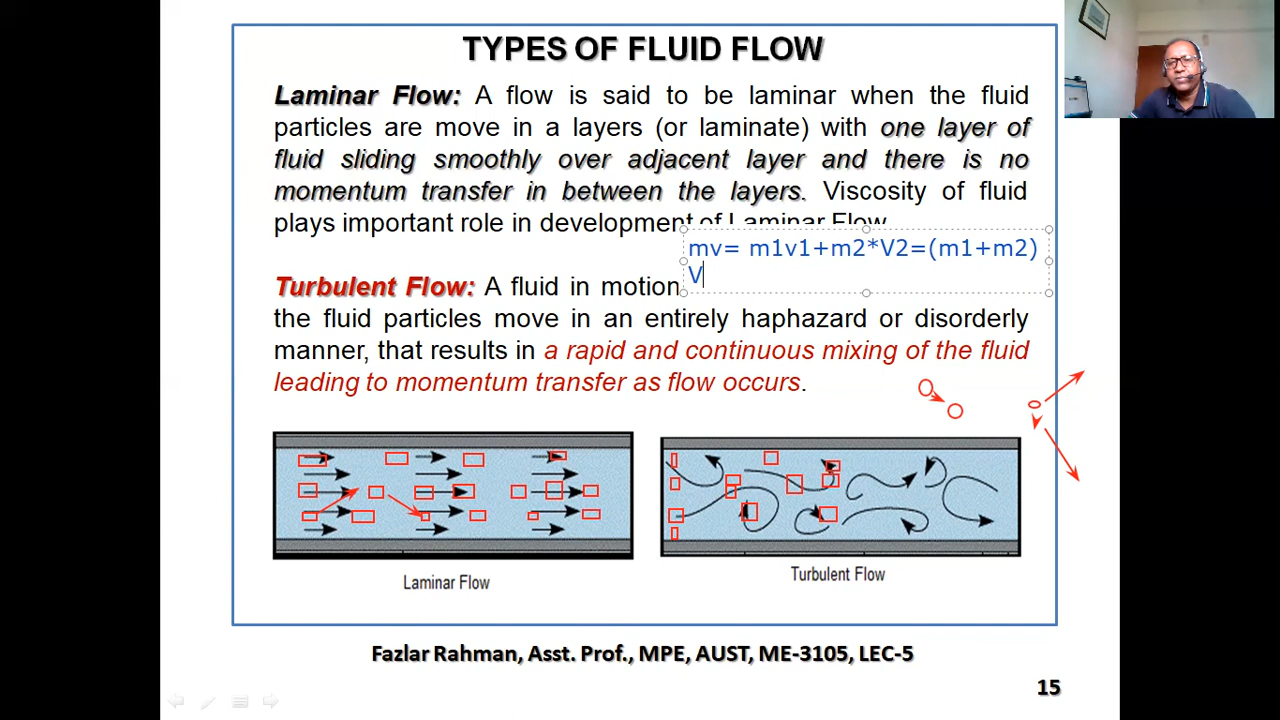 TYPES OF FLUID FLOW
Laminar Flow: A flow is said to be laminar when the fluid
particles are move in a layers (or laminate) with one layer of
fluid sliding smoothly over adjacent layer and there is no
momentum transfer in between the layers. Viscosity of fluid
plays important role in development of Laminar Flow.
mv= m1v1+m2*V2=(m1+m2)
V
Turbulent Flow: A fluid in motion
the fluid particles move in an entirely haphazard or disorderly
manner, that results in a rapid and continuous mixing of the fluid
leading to momentum transfer as flow occurs.
Laminar Flow
Turbulent Flow
Fazlar Rahman, Asst. Prof., MPE, AUST, ME-3105, LEC-5
15